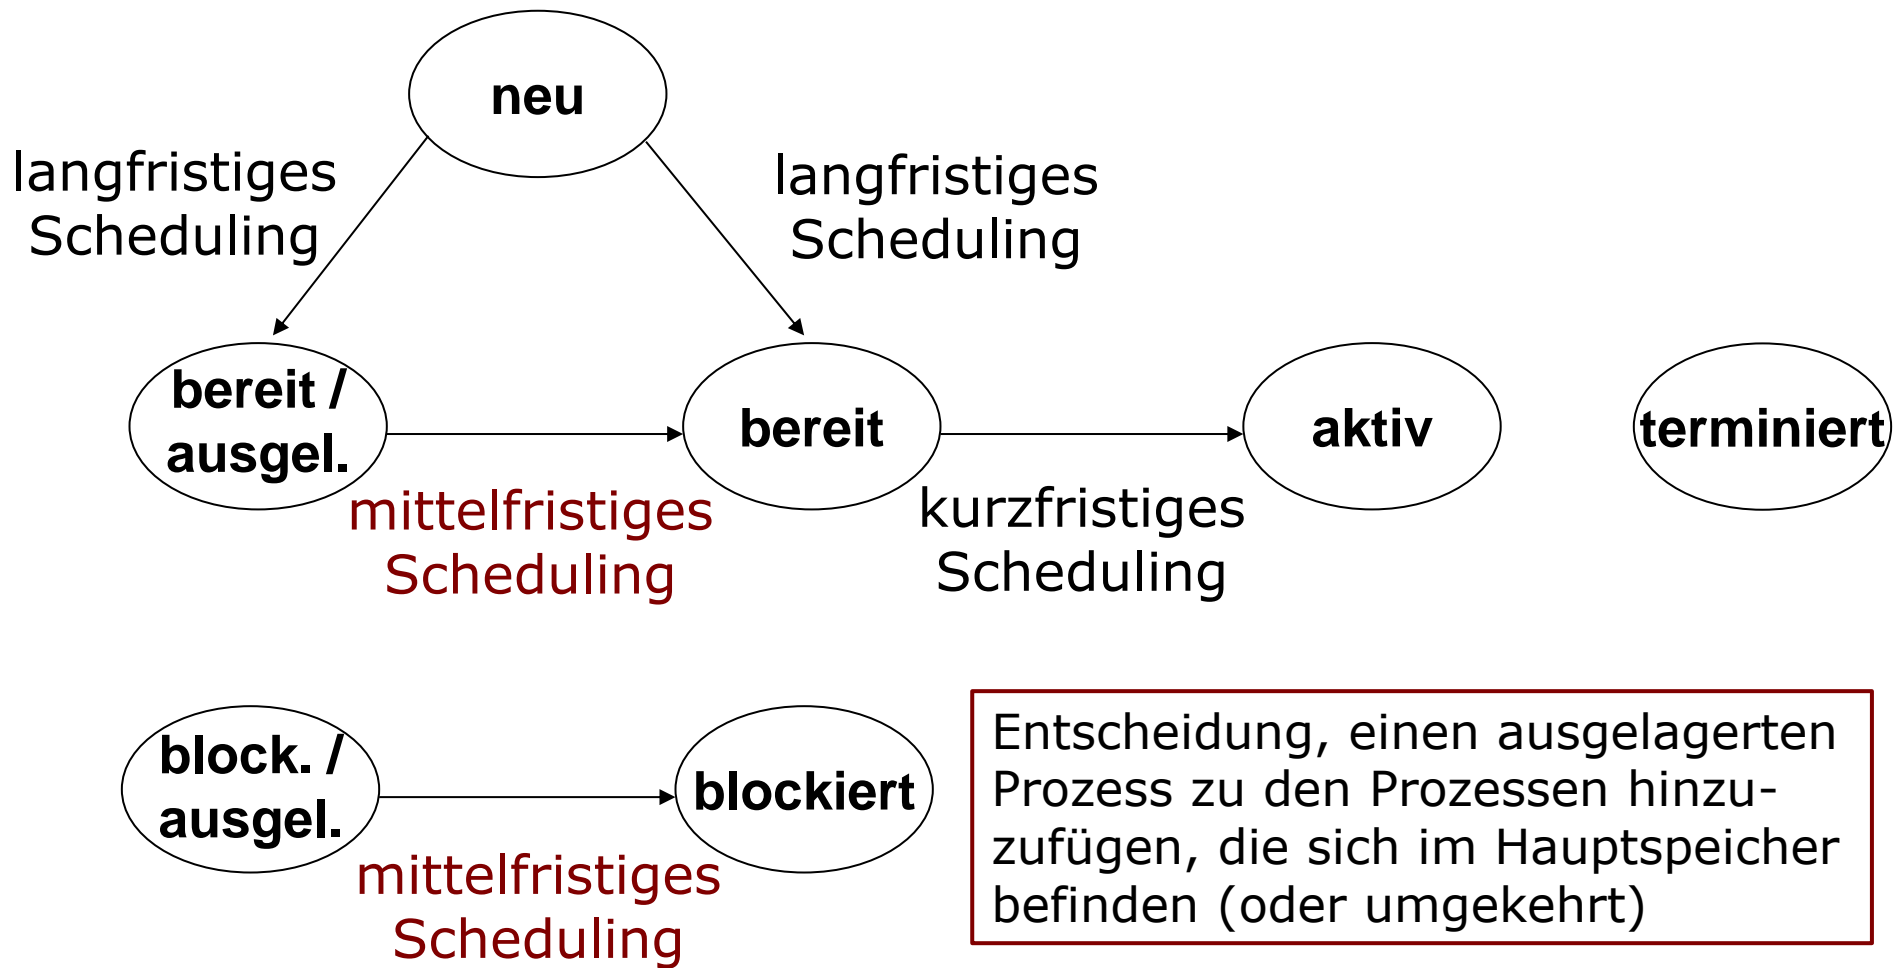 neu
langfristiges
Scheduling
langfristiges
Scheduling
bereit /
ausgel.
bereit
aktiv
terminiert
mittelfristiges
Scheduling
kurzfristiges
Scheduling
block. /
ausgel.
blockiert
mittelfristiges
Scheduling
Entscheidung, einen ausgelagerten
Prozess zu den Prozessen hinzu-
zufügen, die sich im Hauptspeicher
befinden (oder umgekehrt)